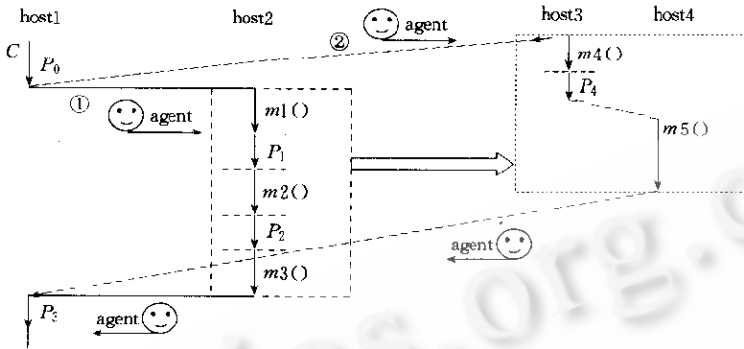 host1 host2 host3 host4
② agent
C P₀ m4()
① P₄
agent m1() m5()
P₁
m2()
P₂
agent
m3()
P₃ agent